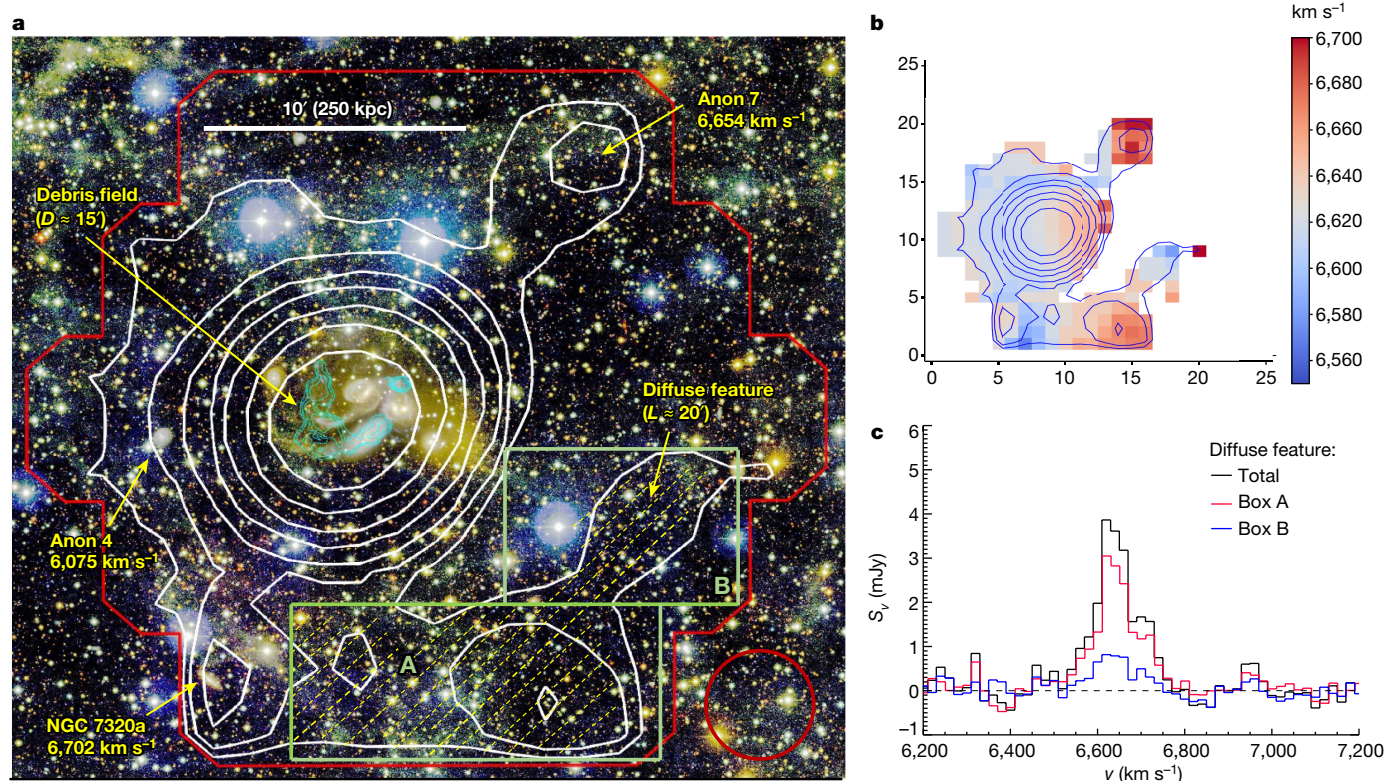 a
10′ (250 kpc)
Anon 7
6,654 km s⁻¹
Debris field
(D ≈ 15′)
Diffuse feature
(L ≈ 20′)
Anon 4
6,075 km s⁻¹
B
A
NGC 7320a
6,702 km s⁻¹
b
km s⁻¹
25
20
15
10
5
0
0 5 10 15 20 25
6,700
6,680
6,660
6,640
6,620
6,600
6,580
6,560
c
Diffuse feature:
Total
Box A
Box B
Sᵥ (mJy)
6
5
4
3
2
1
0
−1
6,200 6,400 6,600 6,800 7,000 7,200
v (km s⁻¹)